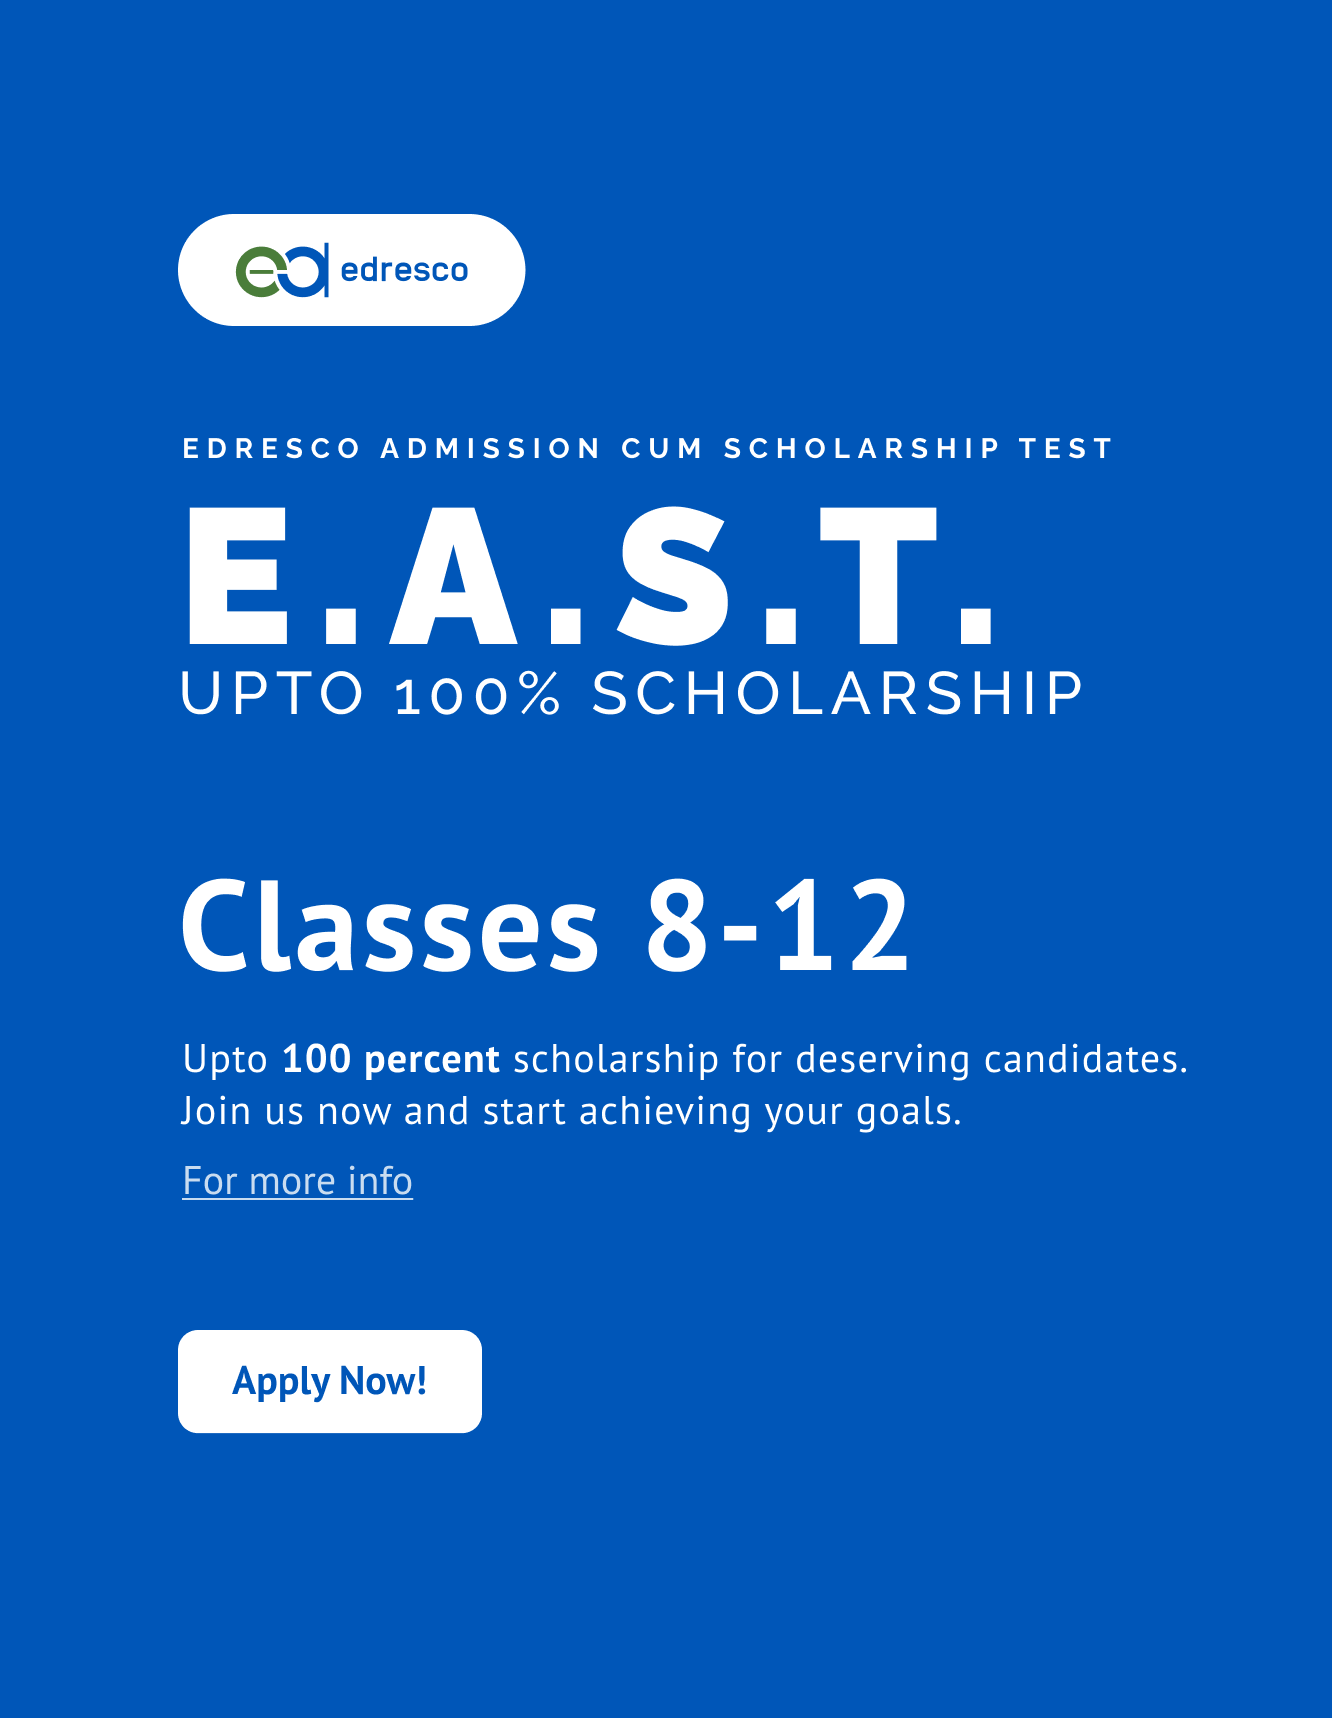 edresco
EDRESCO ADMISSION CUM SCHOLARSHIP TEST
E.A.S.T.
UPTO 100% SCHOLARSHIP
Classes 8-12
Upto 100 percent scholarship for deserving candidates.
Join us now and start achieving your goals.
For more info
Apply Now!